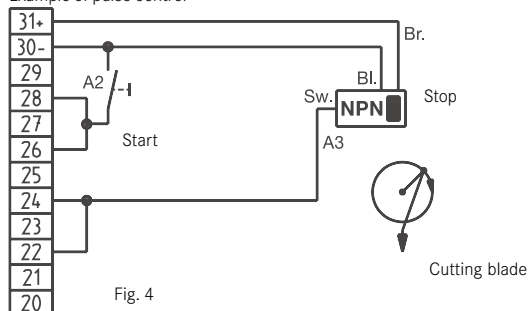 Example of pulse control
31+
30-
29
28
27
26
25
24
23
22
21
20
Br.
Bl.
A2
Sw.
NPN
Stop
Start
A3
Cutting blade
Fig. 4